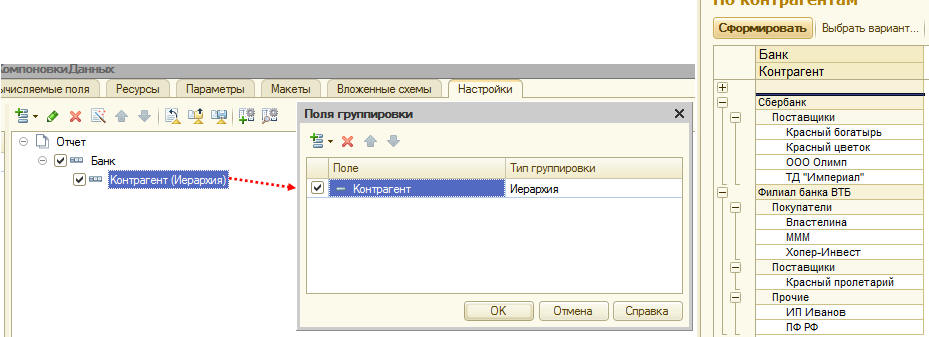 По контрагентам
Сформировать
Выбрать вариант...
Банк
Контрагент
Сбербанк
Поставщики
Красный богатырь
Красный цветок
ООО Олимп
ТД "Империал"
Филиал банка ВТБ
Покупатели
Властелина
МММ
Хопер-Инвест
Поставщики
Красный пролетарий
Прочие
ИП Иванов
ПФ РФ
КомпоновкиДанных
ычисляемые поля
Ресурсы
Параметры
Макеты
Вложенные схемы
Настройки
Отчет
Банк
Контрагент (Иерархия)
Поля группировки
Поле
Тип группировки
Контрагент
Иерархия
OK
Отмена
Справка